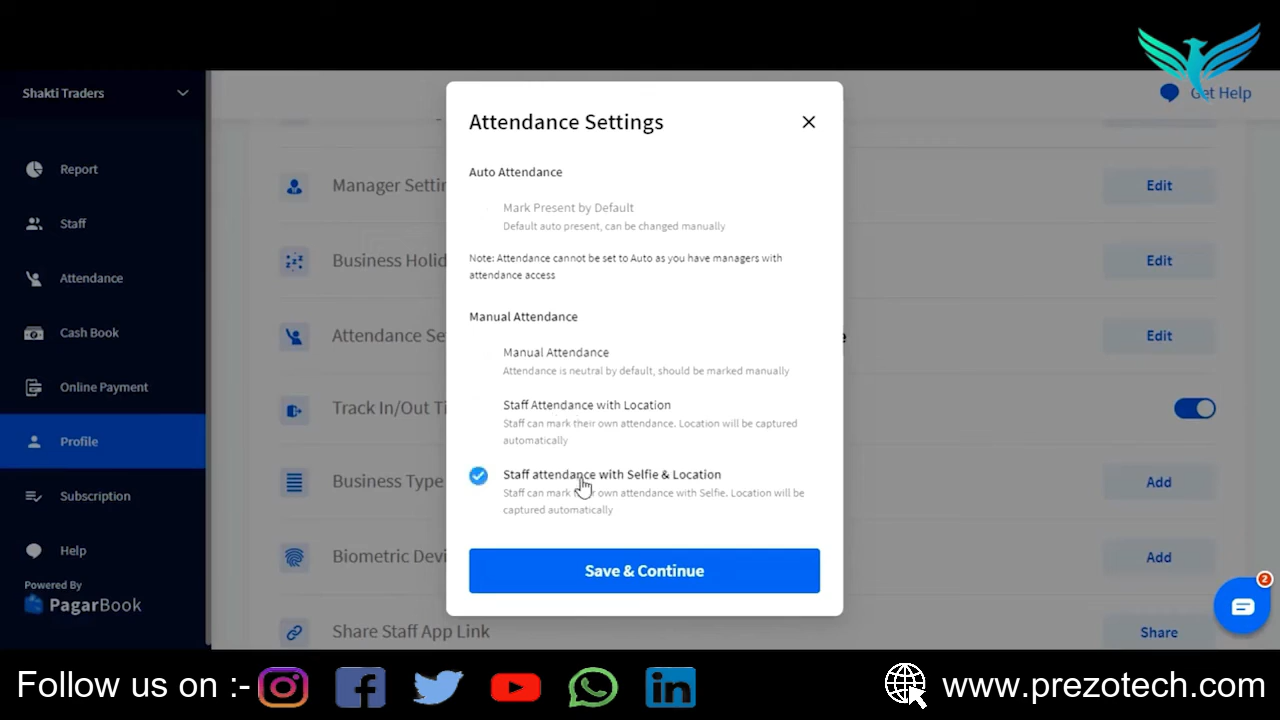 Shakti Traders
Get Help
Report
Staff
Attendance
Cash Book
Online Payment
Profile
Subscription
Help
Powered By
PagarBook
Manager Setti
Edit
Business Holid
Edit
Attendance Se
e
Edit
Track In/Out Ti
Business Type
Add
Biometric Devi
Add
Share Staff App Link
Share
Attendance Settings
Auto Attendance
Mark Present by Default
Default auto present, can be changed manually
Note: Attendance cannot be set to Auto as you have managers with
attendance access
Manual Attendance
Manual Attendance
Attendance is neutral by default, should be marked manually
Staff Attendance with Location
Staff can mark their own attendance. Location will be captured
automatically
Staff attendance with Selfie & Location
Staff can mark their own attendance with Selfie. Location will be
captured automatically
Save & Continue
2
Follow us on :-
www.prezotech.com